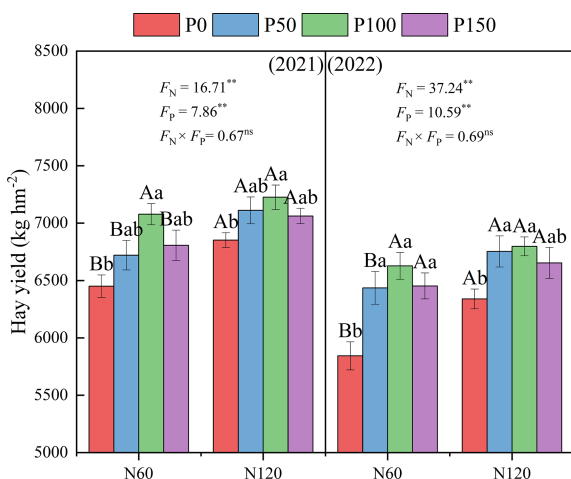 P0 P50 P100 P150
Hay yield (kg hm⁻²)
8500
8000
7500
7000
6500
6000
5500
5000
(2021) (2022)
F_N = 16.71**
F_P = 7.86**
F_N × F_P = 0.67ns
F_N = 37.24**
F_P = 10.59**
F_N × F_P = 0.69ns
Bb Bab Aa Bab Ab Aab Aa Aab
Bb Ba Aa Aa Ab Aa Aa Aab
N60 N120 N60 N120